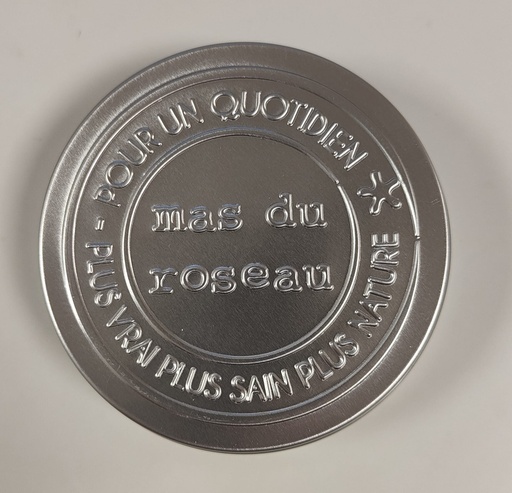 POUR UN QUOTIDIEN
mas du
roseau
PLUS VRAI PLUS SAIN PLUS NATURE